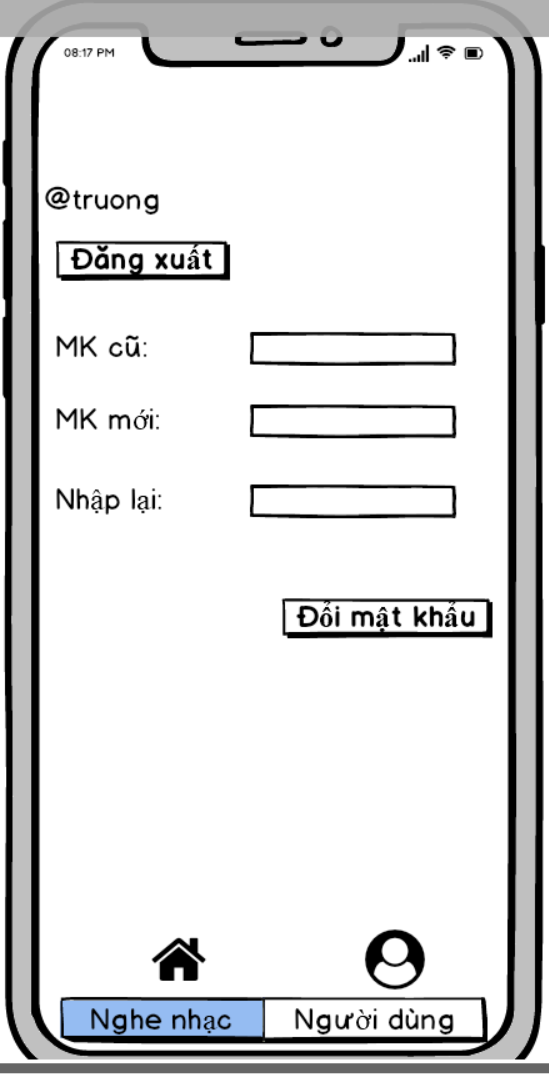 08:17 PM
@truong
Đăng xuất
MK cũ:
MK mới:
Nhập lại:
Đổi mật khẩu
Nghe nhạc Người dùng